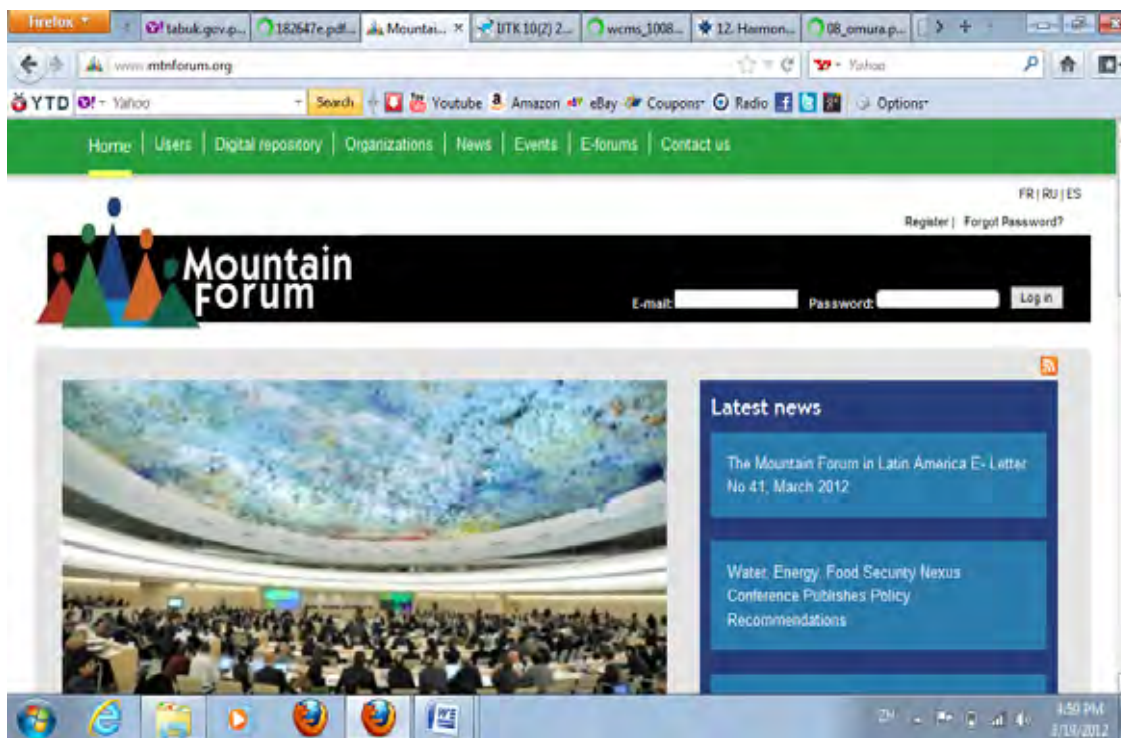 Firefox
tabuk.gov.p... 182647e.pdf... Mountai... × IJTK 10(2) 2... wcms_1008... 12. Harmon... 08_omura.p...
www.mtnforum.org Yahoo
YTD Yahoo Search Youtube Amazon eBay Coupons Radio Options
Home | Users | Digital repository | Organizations | News | Events | E-forums | Contact us
FR | RU | ES
Register | Forgot Password?
Mountain
Forum
E-mail: Password: Log in
Latest news
The Mountain Forum in Latin America E- Letter
No 41, March 2012
Water, Energy, Food Security Nexus
Conference Publishes Policy
Recommendations
4:59 PM
3/19/2012